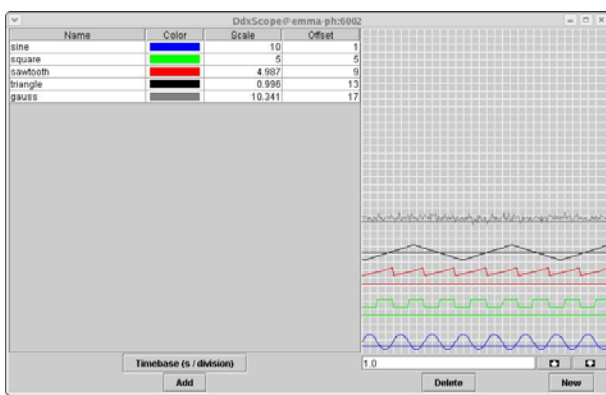 DdxScope@emma-ph:6002
Name Color Scale Offset
sine 10 1
square 5 5
sawtooth 4.987 9
triangle 0.996 13
gauss 10.341 17
Timebase (s / division) 1.0
Add Delete New